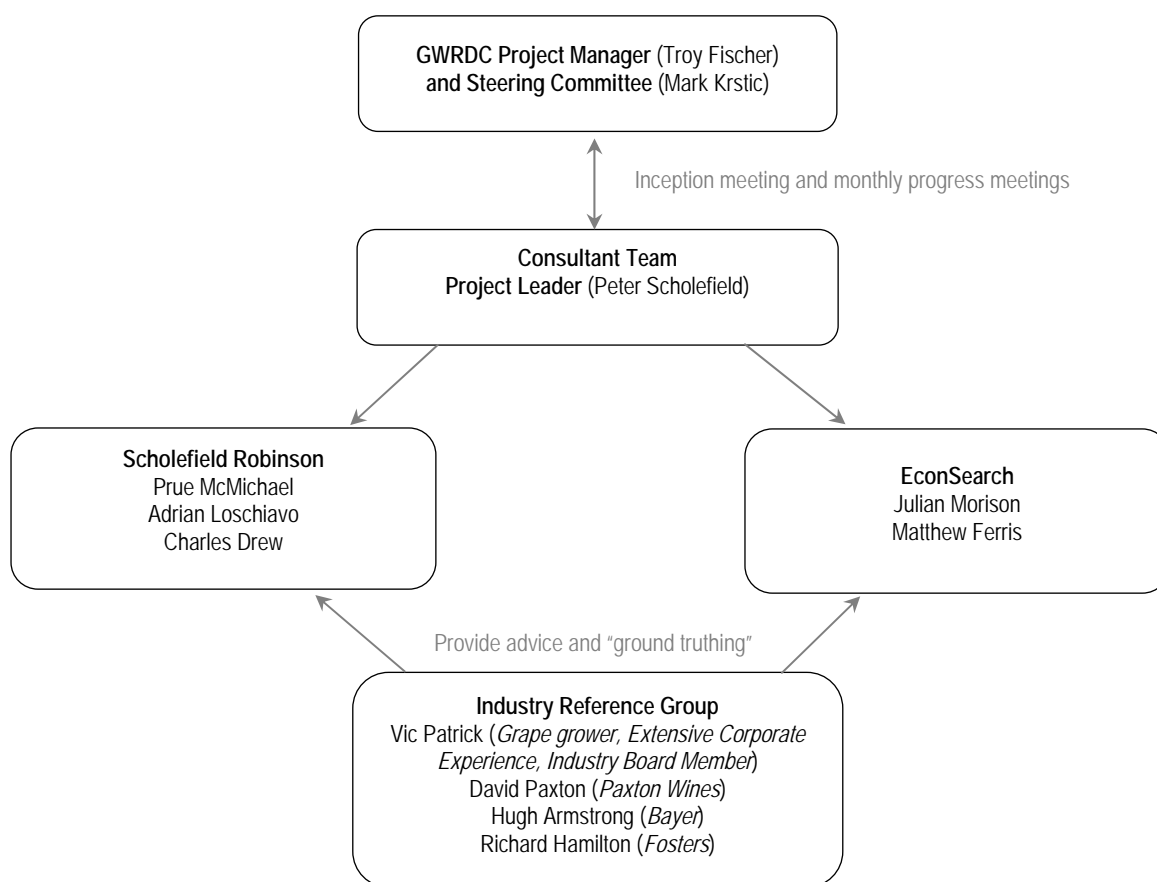 GWRDC Project Manager (Troy Fischer)
and Steering Committee (Mark Krstic)
Inception meeting and monthly progress meetings
Consultant Team
Project Leader (Peter Scholefield)
Scholefield Robinson
Prue McMichael
Adrian Loschiavo
Charles Drew
EconSearch
Julian Morison
Matthew Ferris
Provide advice and “ground truthing”
Industry Reference Group
Vic Patrick (Grape grower, Extensive Corporate
Experience, Industry Board Member)
David Paxton (Paxton Wines)
Hugh Armstrong (Bayer)
Richard Hamilton (Fosters)